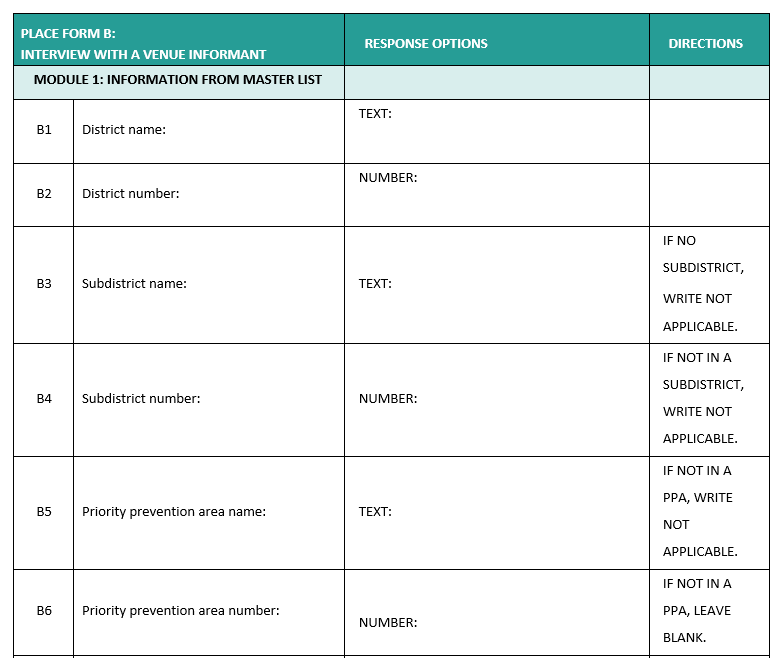 PLACE FORM B:
INTERVIEW WITH A VENUE INFORMANT
RESPONSE OPTIONS
DIRECTIONS
MODULE 1: INFORMATION FROM MASTER LIST
B1
District name:
TEXT:
B2
District number:
NUMBER:
B3
Subdistrict name:
TEXT:
IF NO
SUBDISTRICT,
WRITE NOT
APPLICABLE.
B4
Subdistrict number:
NUMBER:
IF NOT IN A
SUBDISTRICT,
WRITE NOT
APPLICABLE.
B5
Priority prevention area name:
TEXT:
IF NOT IN A
PPA, WRITE
NOT
APPLICABLE.
B6
Priority prevention area number:
NUMBER:
IF NOT IN A
PPA, LEAVE
BLANK.